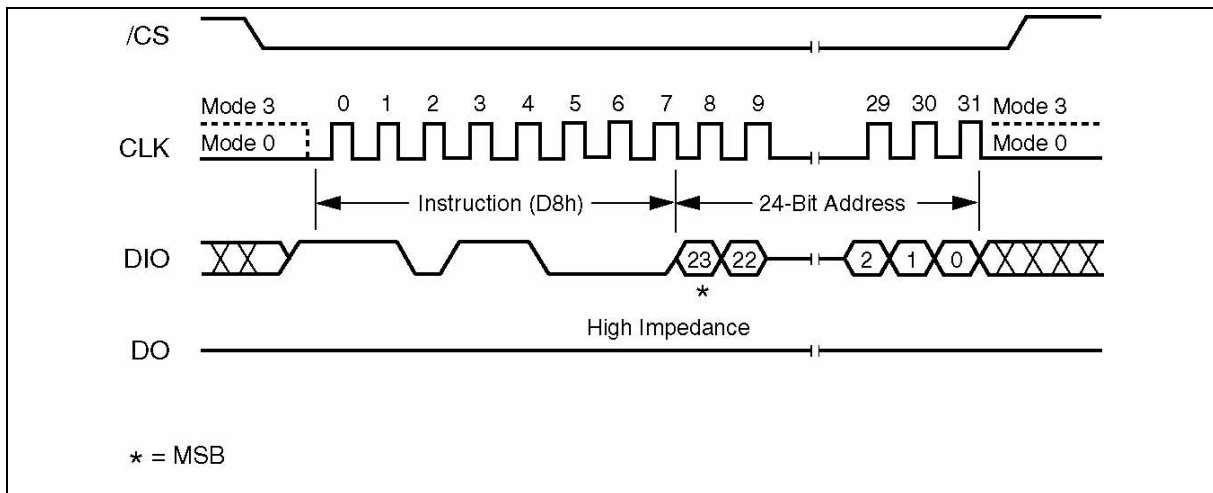 /CS
Mode 3 0 1 2 3 4 5 6 7 8 9 29 30 31 Mode 3
CLK Mode 0 Mode 0
Instruction (D8h) 24-Bit Address
DIO 23 22 2 1 0
*
High Impedance
DO
* = MSB